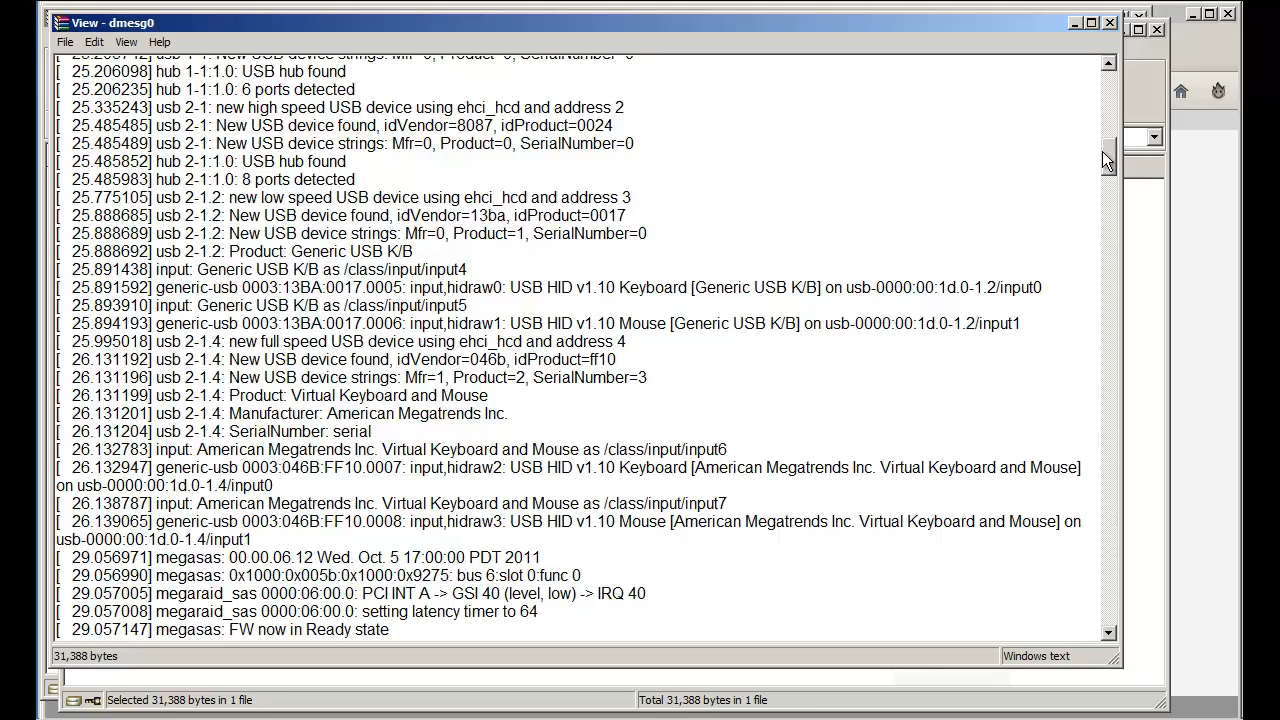 View - dmesg0
File Edit View Help
[ 25.206742] usb 1-1: New USB device strings: Mfr=0, Product=0, SerialNumber=0
[ 25.206098] hub 1-1:1.0: USB hub found
[ 25.206235] hub 1-1:1.0: 6 ports detected
[ 25.335243] usb 2-1: new high speed USB device using ehci_hcd and address 2
[ 25.485485] usb 2-1: New USB device found, idVendor=8087, idProduct=0024
[ 25.485489] usb 2-1: New USB device strings: Mfr=0, Product=0, SerialNumber=0
[ 25.485852] hub 2-1:1.0: USB hub found
[ 25.485983] hub 2-1:1.0: 8 ports detected
[ 25.775105] usb 2-1.2: new low speed USB device using ehci_hcd and address 3
[ 25.888685] usb 2-1.2: New USB device found, idVendor=13ba, idProduct=0017
[ 25.888689] usb 2-1.2: New USB device strings: Mfr=0, Product=1, SerialNumber=0
[ 25.888692] usb 2-1.2: Product: Generic USB K/B
[ 25.891438] input: Generic USB K/B as /class/input/input4
[ 25.891592] generic-usb 0003:13BA:0017.0005: input,hidraw0: USB HID v1.10 Keyboard [Generic USB K/B] on usb-0000:00:1d.0-1.2/input0
[ 25.893910] input: Generic USB K/B as /class/input/input5
[ 25.894193] generic-usb 0003:13BA:0017.0006: input,hidraw1: USB HID v1.10 Mouse [Generic USB K/B] on usb-0000:00:1d.0-1.2/input1
[ 25.995018] usb 2-1.4: new full speed USB device using ehci_hcd and address 4
[ 26.131192] usb 2-1.4: New USB device found, idVendor=046b, idProduct=ff10
[ 26.131196] usb 2-1.4: New USB device strings: Mfr=1, Product=2, SerialNumber=3
[ 26.131199] usb 2-1.4: Product: Virtual Keyboard and Mouse
[ 26.131201] usb 2-1.4: Manufacturer: American Megatrends Inc.
[ 26.131204] usb 2-1.4: SerialNumber: serial
[ 26.132783] input: American Megatrends Inc. Virtual Keyboard and Mouse as /class/input/input6
[ 26.132947] generic-usb 0003:046B:FF10.0007: input,hidraw2: USB HID v1.10 Keyboard [American Megatrends Inc. Virtual Keyboard and Mouse]
on usb-0000:00:1d.0-1.4/input0
[ 26.138787] input: American Megatrends Inc. Virtual Keyboard and Mouse as /class/input/input7
[ 26.139065] generic-usb 0003:046B:FF10.0008: input,hidraw3: USB HID v1.10 Mouse [American Megatrends Inc. Virtual Keyboard and Mouse] on
usb-0000:00:1d.0-1.4/input1
[ 29.056971] megasas: 00.00.06.12 Wed. Oct. 5 17:00:00 PDT 2011
[ 29.056990] megasas: 0x1000:0x005b:0x1000:0x9275: bus 6:slot 0:func 0
[ 29.057005] megaraid_sas 0000:06:00.0: PCI INT A -> GSI 40 (level, low) -> IRQ 40
[ 29.057008] megaraid_sas 0000:06:00.0: setting latency timer to 64
[ 29.057147] megasas: FW now in Ready state
31,388 bytes
Windows text
Selected 31,388 bytes in 1 file
Total 31,388 bytes in 1 file